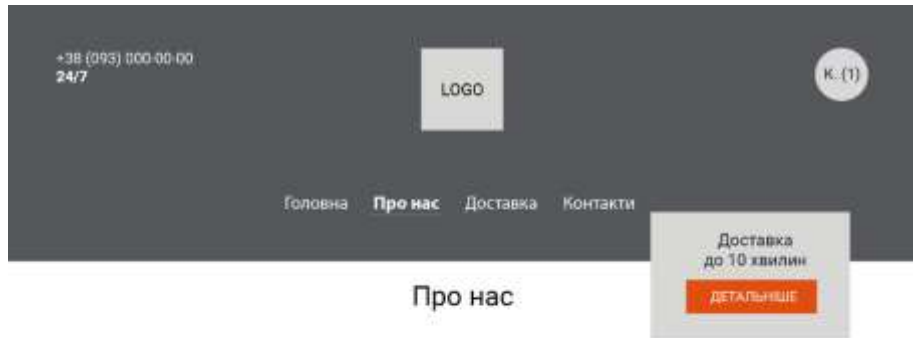 +38 (093) 000-00-00
24/7
LOGO
К. (1)
Головна Про нас Доставка Контакти
Доставка
до 10 хвилин
ДЕТАЛЬНІШЕ
Про нас